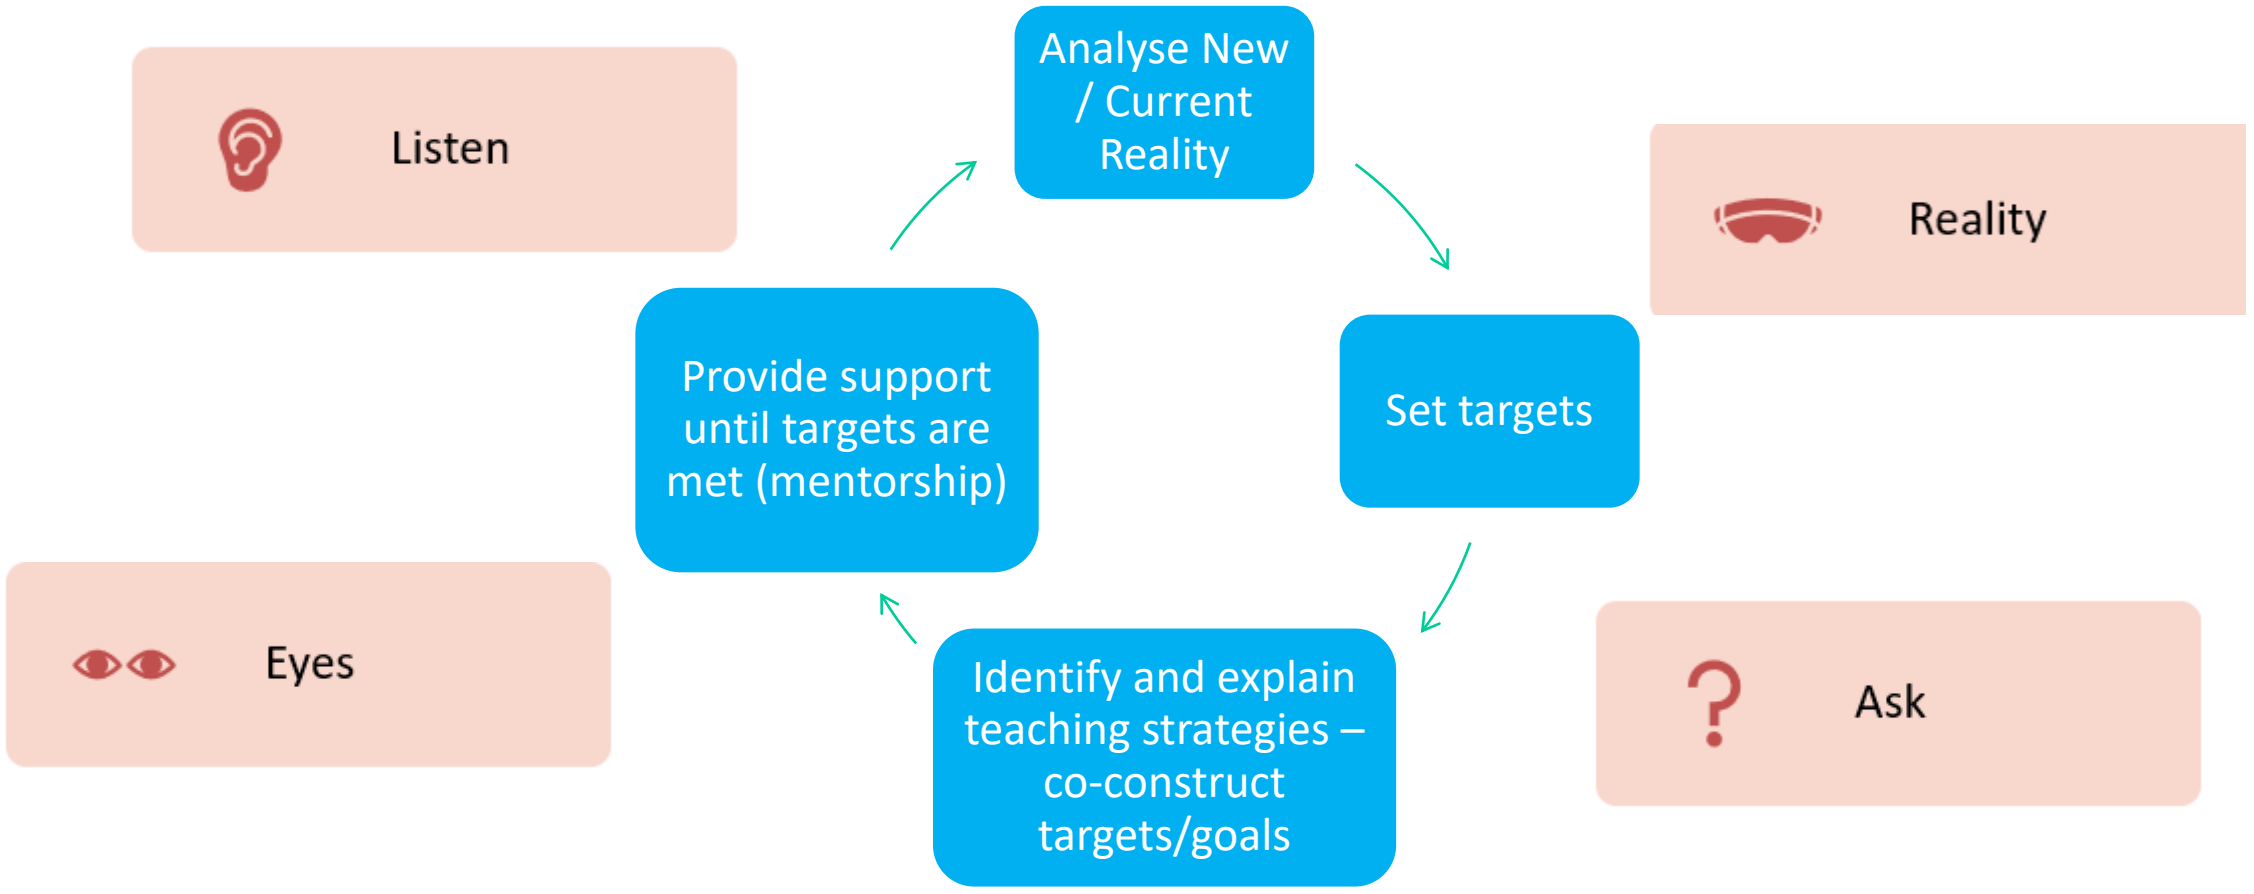 Analyse New
/ Current
Reality
Listen
Reality
Set targets
Provide support
until targets are
met (mentorship)
Ask
Eyes
Identify and explain
teaching strategies –
co-construct
targets/goals